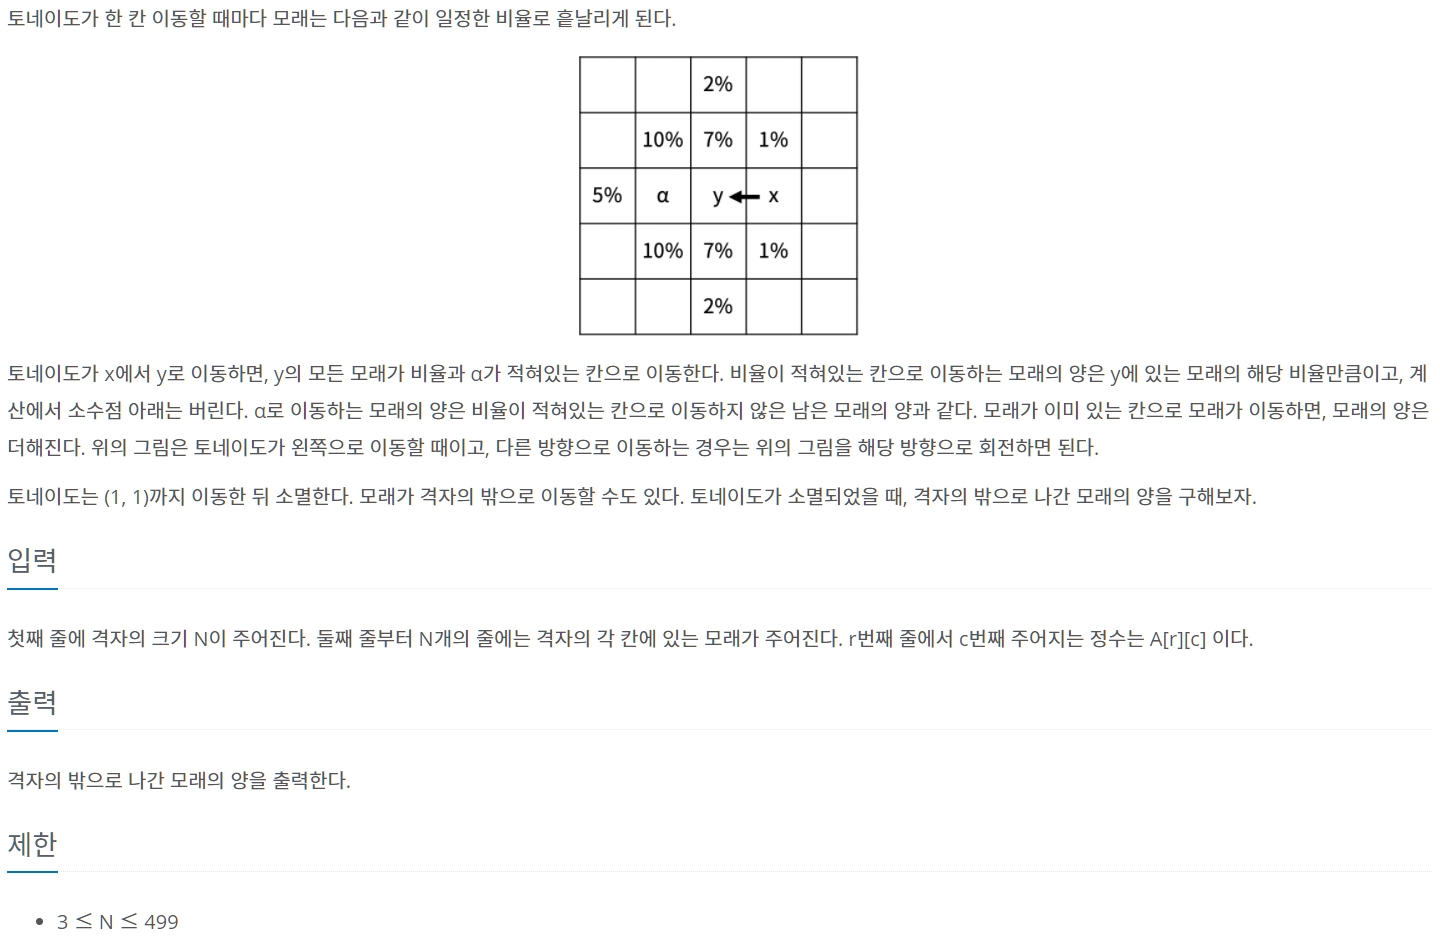 토네이도가 한 칸 이동할 때마다 모래는 다음과 같이 일정한 비율로 흩날리게 된다.
2%
10% 7% 1%
5% α y x
10% 7% 1%
2%
토네이도가 x에서 y로 이동하면, y의 모든 모래가 비율과 α가 적혀있는 칸으로 이동한다. 비율이 적혀있는 칸으로 이동하는 모래의 양은 y에 있는 모래의 해당 비율만큼이고, 계
산에서 소수점 아래는 버린다. α로 이동하는 모래의 양은 비율이 적혀있는 칸으로 이동하지 않은 남은 모래의 양과 같다. 모래가 이미 있는 칸으로 모래가 이동하면, 모래의 양은
더해진다. 위의 그림은 토네이도가 왼쪽으로 이동할 때이고, 다른 방향으로 이동하는 경우는 위의 그림을 해당 방향으로 회전하면 된다.
토네이도는 (1, 1)까지 이동한 뒤 소멸한다. 모래가 격자의 밖으로 이동할 수도 있다. 토네이도가 소멸되었을 때, 격자의 밖으로 나간 모래의 양을 구해보자.
입력
첫째 줄에 격자의 크기 N이 주어진다. 둘째 줄부터 N개의 줄에는 격자의 각 칸에 있는 모래가 주어진다. r번째 줄에서 c번째 주어지는 정수는 A[r][c] 이다.
출력
격자의 밖으로 나간 모래의 양을 출력한다.
제한
• 3 ≤ N ≤ 499